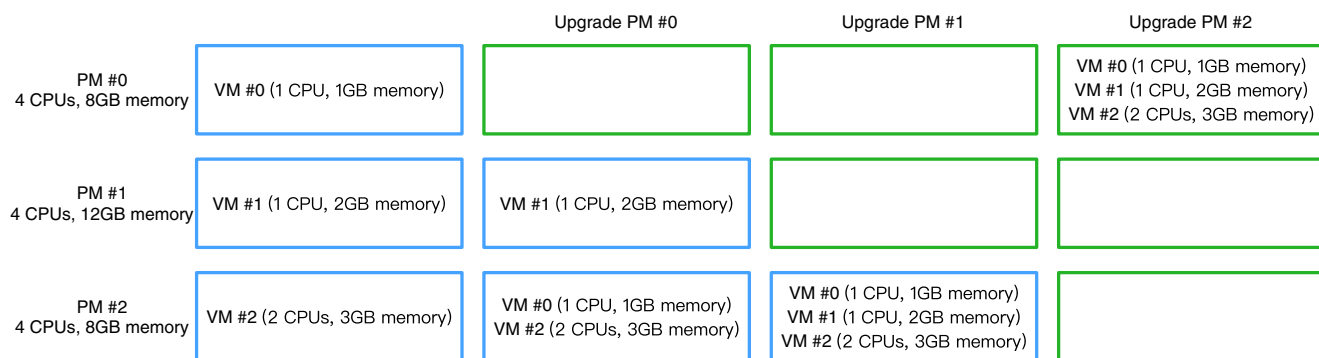 Upgrade PM #0
Upgrade PM #1
Upgrade PM #2
PM #0
4 CPUs, 8GB memory
VM #0 (1 CPU, 1GB memory)
VM #0 (1 CPU, 1GB memory)
VM #1 (1 CPU, 2GB memory)
VM #2 (2 CPUs, 3GB memory)
PM #1
4 CPUs, 12GB memory
VM #1 (1 CPU, 2GB memory)
VM #1 (1 CPU, 2GB memory)
PM #2
4 CPUs, 8GB memory
VM #2 (2 CPUs, 3GB memory)
VM #0 (1 CPU, 1GB memory)
VM #2 (2 CPUs, 3GB memory)
VM #0 (1 CPU, 1GB memory)
VM #1 (1 CPU, 2GB memory)
VM #2 (2 CPUs, 3GB memory)